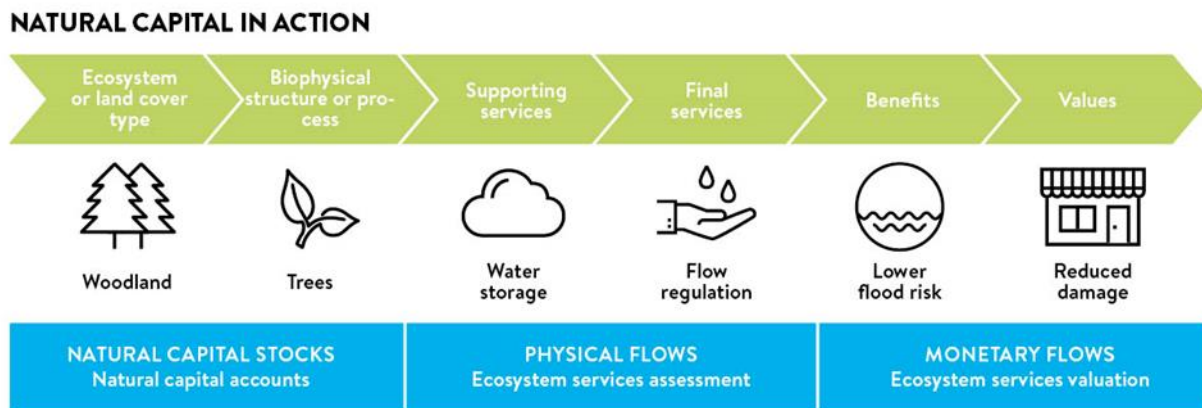 NATURAL CAPITAL IN ACTION
Ecosystem
or land cover
type
Biophysical
structure or pro-
cess
Supporting
services
Final
services
Benefits
Values
Woodland
Trees
Water
storage
Flow
regulation
Lower
flood risk
Reduced
damage
NATURAL CAPITAL STOCKS
Natural capital accounts
PHYSICAL FLOWS
Ecosystem services assessment
MONETARY FLOWS
Ecosystem services valuation